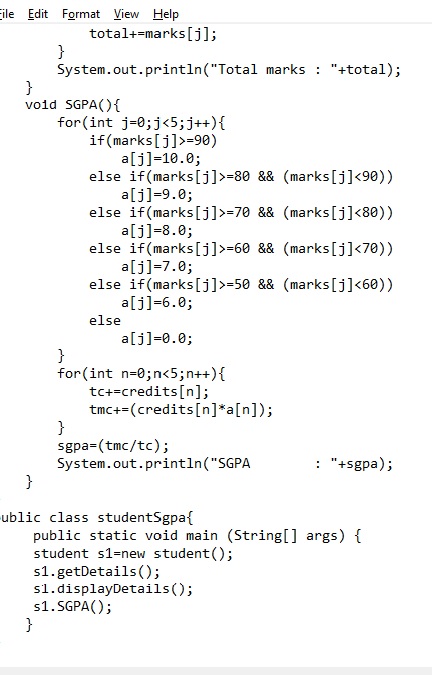 File Edit Format View Help
total+=marks[j];
}
System.out.println("Total marks : "+total);
}
void SGPA(){
for(int j=0;j<5;j++){
if(marks[j]>=90)
a[j]=10.0;
else if(marks[j]>=80 && (marks[j]<90))
a[j]=9.0;
else if(marks[j]>=70 && (marks[j]<80))
a[j]=8.0;
else if(marks[j]>=60 && (marks[j]<70))
a[j]=7.0;
else if(marks[j]>=50 && (marks[j]<60))
a[j]=6.0;
else
a[j]=0.0;
}
for(int n=0;n<5;n++){
tc+=credits[n];
tmc+=(credits[n]*a[n]);
}
sgpa=(tmc/tc);
System.out.println("SGPA        : "+sgpa);
}
public class studentSgpa{
public static void main (String[] args) {
student s1=new student();
s1.getDetails();
s1.displayDetails();
s1.SGPA();
}